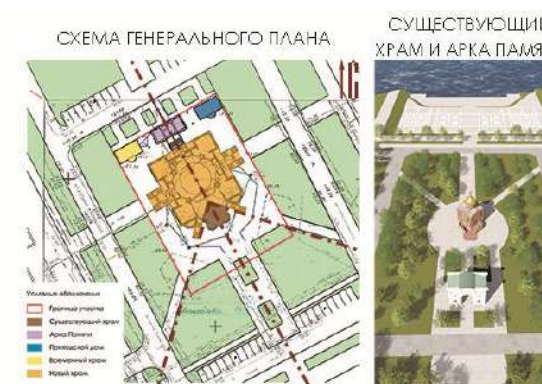 СХЕМА ГЕНЕРАЛЬНОГО ПЛАНА
С
Условные обозначения
Граница участка
Существующий храм
Арка Памяти
Приходской дом
Временный храм
Новый храм
СУЩЕСТВУЮЩИ
ХРАМ И АРКА ПАМЯ